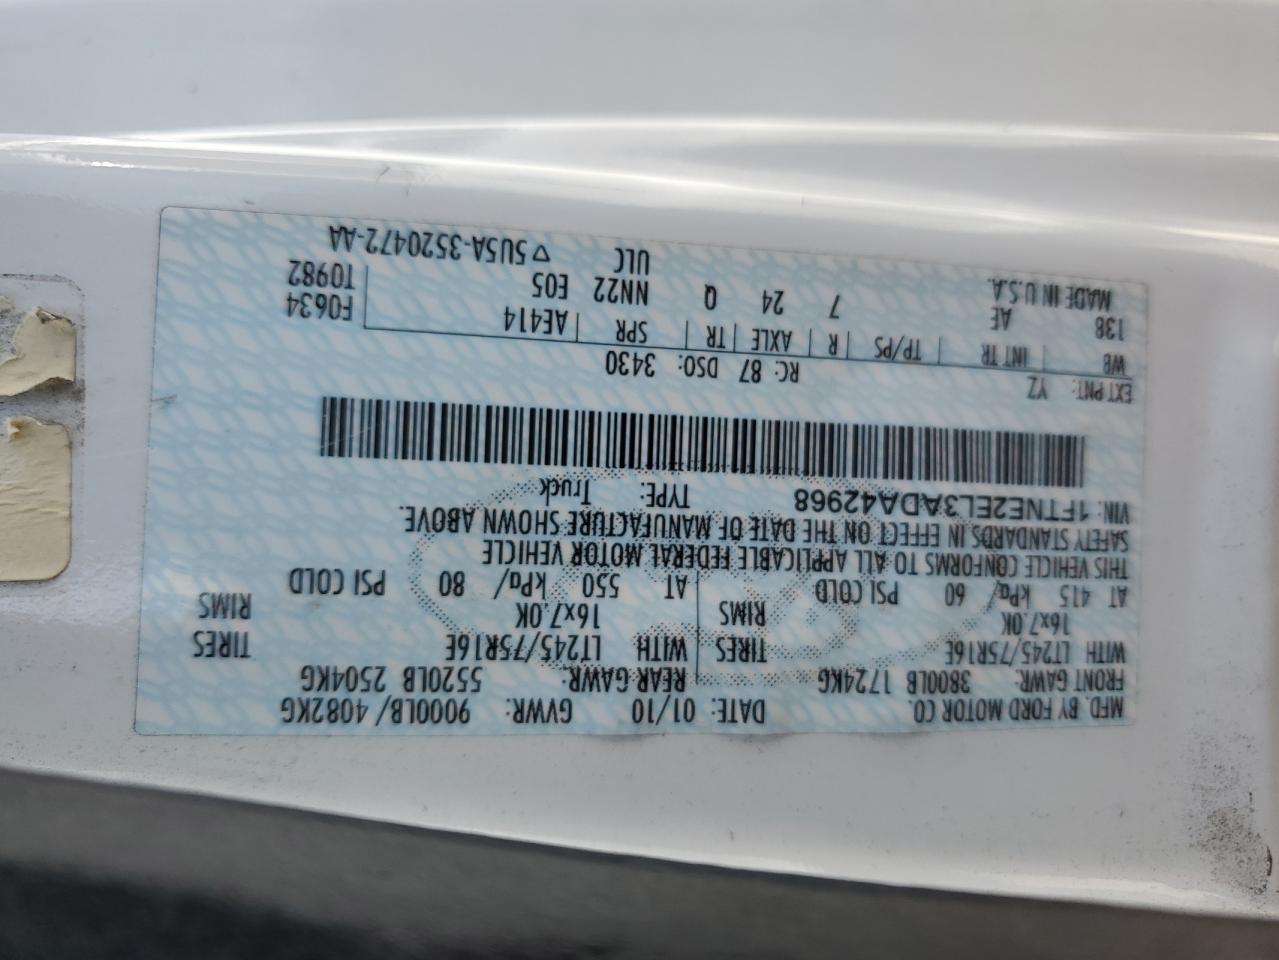 MFD. BY FORD MOTOR CO. DATE: 01/10 GVWR: 9000LB/ 4082KG
FRONT GAWR: 3800LB 1724KG REAR GAWR: 5520LB 2504KG
WITH LT245/75R16E TIRES WITH LT245/75R16E TIRES
16x7.0K RIMS 16x7.0K RIMS
AT 415 kPa/ 60 PSI COLD AT 550 kPa/ 80 PSI COLD
THIS VEHICLE CONFORMS TO ALL APPLICABLE FEDERAL MOTOR VEHICLE
SAFETY STANDARDS IN EFFECT ON THE DATE OF MANUFACTURE SHOWN ABOVE.
VIN: 1FTNE2EL3ADA42968 TYPE: Truck
EXT PNT: YZ RC: 87 DSO: 3430
WB INT TR TP/PS R AXLE TR SPR AE414 F0634
138 AE 7 24 Q NN22 E05 T0982
MADE IN U.S.A. ULC ▽ 5U5A-3520472-AA